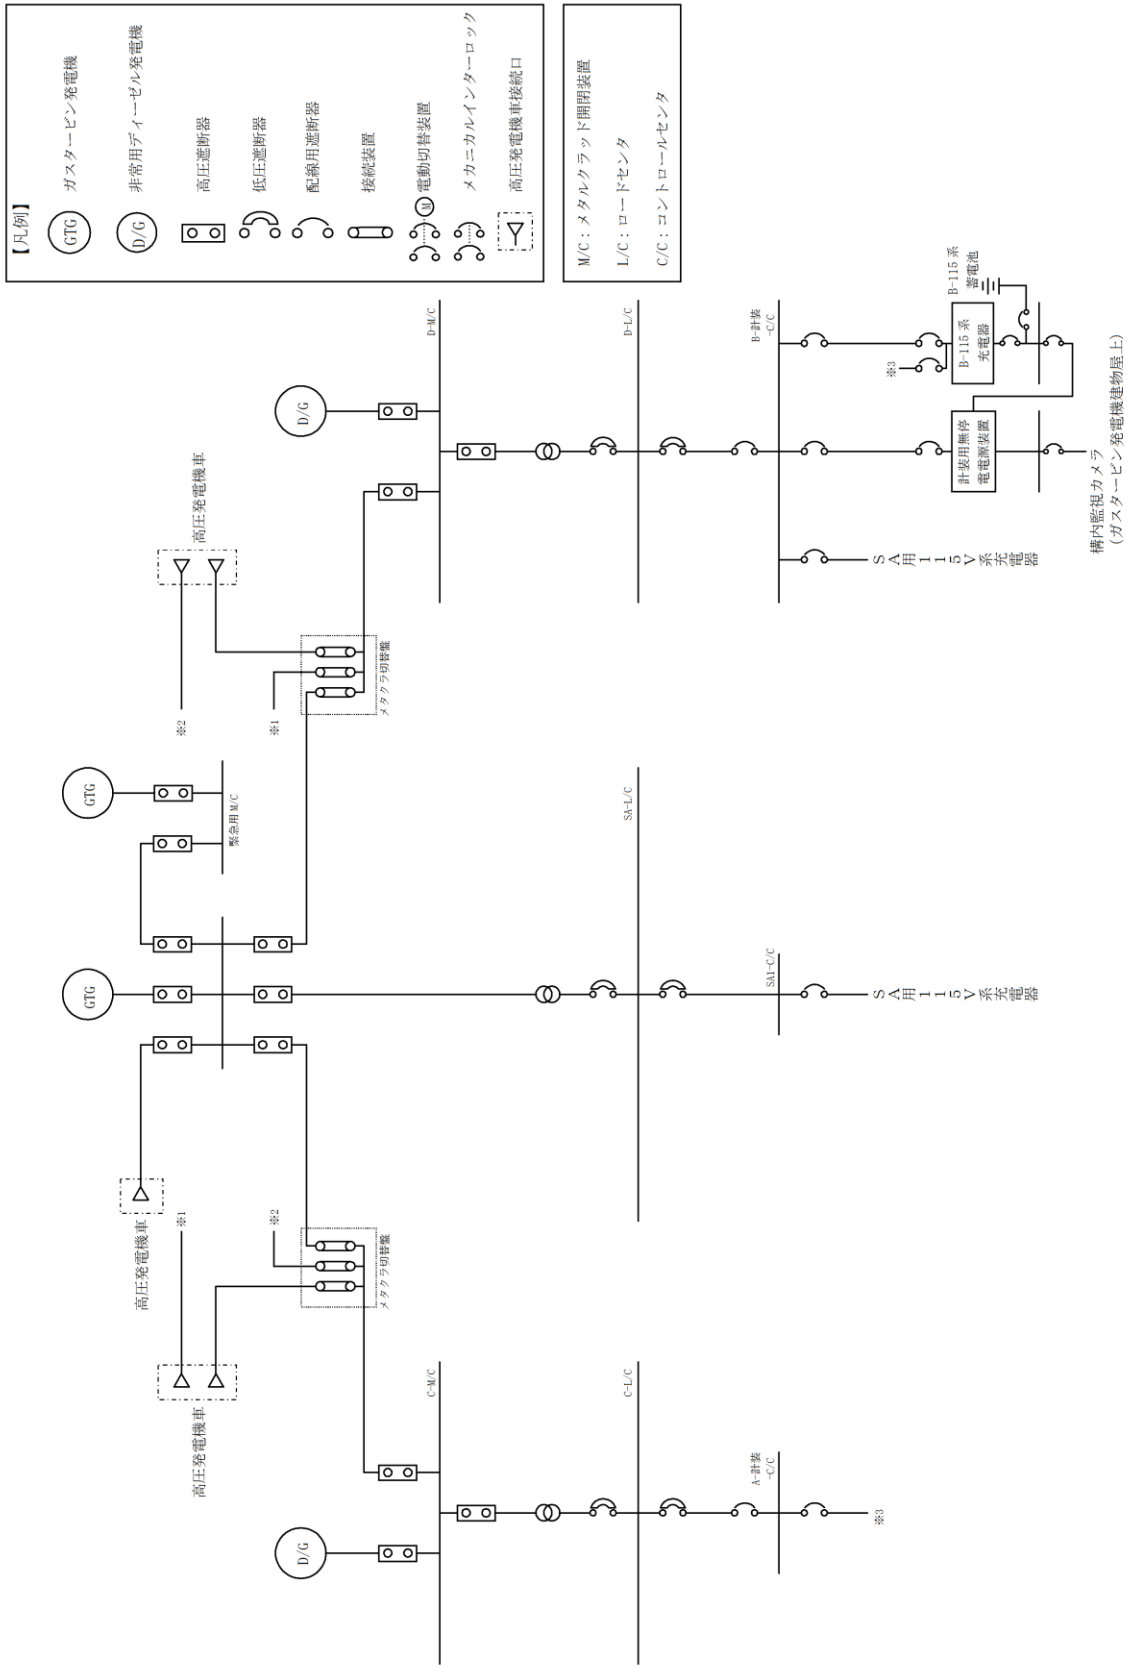 【凡例】
GTG
ガスタービン発電機
D/G
非常用ディーゼル発電機
高圧遮断器
低圧遮断器
配線用遮断器
接続装置
M
電動切替装置
メカニカルインターロック
高圧発電機車接続口
M/C：メタルクラッド開閉装置
L/C：ロードセンタ
C/C：コントロールセンタ
高圧発電機車
※1
高圧発電機車
※2
メタクラ切替盤
D/G
C-M/C
C-L/C
A-計装
-C/C
※3
GTG
GTG
緊急用M/C
SA-L/C
SA1-C/C
SA用115V系充電器
高圧発電機車
※2
※1
メタクラ切替盤
D/G
D-M/C
D-L/C
B-計装
-C/C
SA用115V系充電器
※3
B-115系
充電器
B-115系
蓄電池
計装用無停
電電源装置
構内監視カメラ
(ガスタービン発電機建物屋上)